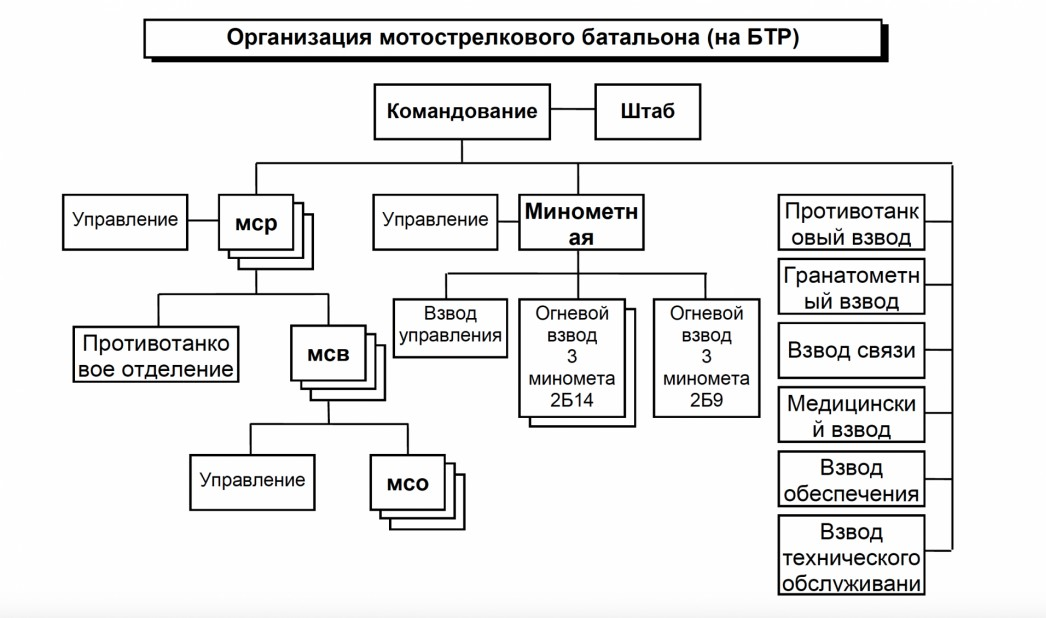 Организация мотострелкового батальона (на БТР)
Командование
Штаб
Управление
мср
Управление
Минометн
ая
Противотанк
овый взвод
Гранатометн
ый взвод
Взвод связи
Медицински
й взвод
Взвод
обеспечения
Взвод
технического
обслуживани
Противотанко
вое отделение
мсв
Взвод
управления
Огневой
взвод
3
миномета
2Б14
Огневой
взвод
3
миномета
2Б9
Управление
мсо